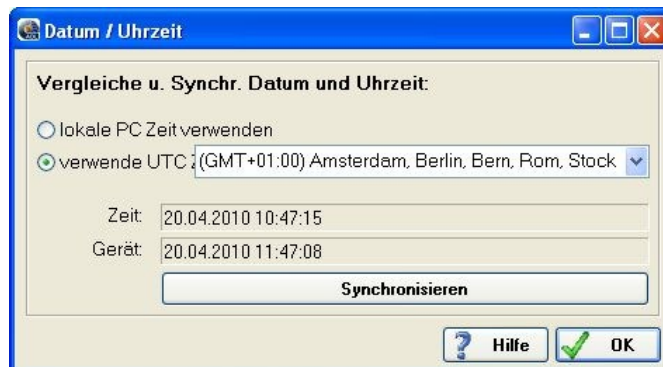 Datum / Uhrzeit
Vergleiche u. Synchr. Datum und Uhrzeit:
lokale PC Zeit verwenden
verwende UTC Z (GMT+01:00) Amsterdam, Berlin, Bern, Rom, Stock
Zeit: 20.04.2010 10:47:15
Gerät: 20.04.2010 11:47:08
Synchronisieren
Hilfe OK